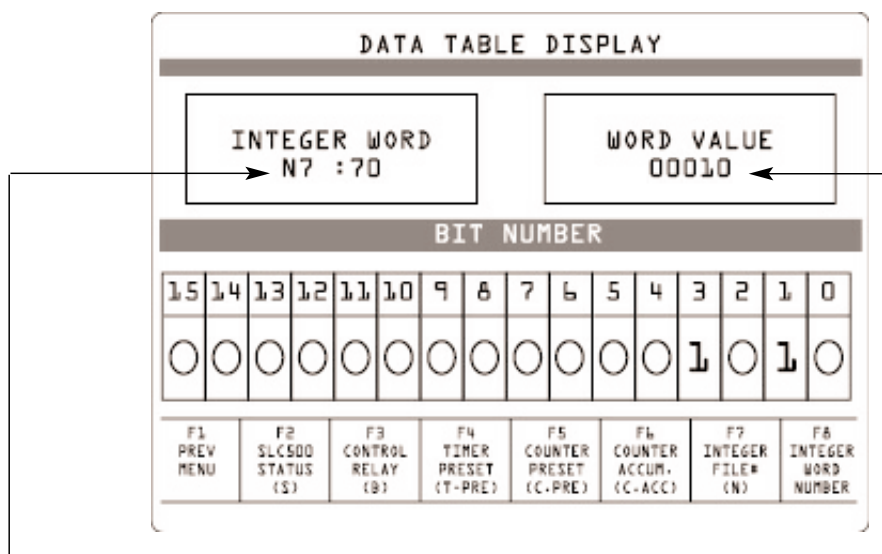 DATA TABLE DISPLAY
INTEGER WORD
N7 :70
WORD VALUE
00010
BIT NUMBER
15 14 13 12 11 10 9 8 7 6 5 4 3 2 1 0
0 0 0 0 0 0 0 0 0 0 0 0 1 0 1 0
F1
PREV
MENU
F2
SLC500
STATUS
(S)
F3
CONTROL
RELAY
(B)
F4
TIMER
PRESET
(T-PRE)
F5
COUNTER
PRESET
(C.PRE)
F6
COUNTER
ACCUM.
(C-ACC)
F7
INTEGER
FILE#
(N)
F8
INTEGER
WORD
NUMBER